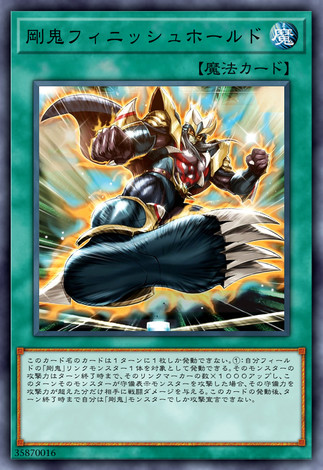 剛鬼フィニッシュホールド 魔
【魔法カード】
このカード名のカードは１ターンに１枚しか発動できない。①：自分フィール
ドの「剛鬼」リンクモンスター１体を対象として発動できる。そのモンスターの
攻撃力はターン終了時まで、そのリンクマーカーの数×１０００アップし、こ
のターンそのモンスターが守備表示モンスターを攻撃した場合、その守備力を
攻撃力が超えた分だけ相手に戦闘ダメージを与える。このカードの発動後、ター
ン終了時まで自分は「剛鬼」モンスターでしか攻撃宣言できない。
35870016